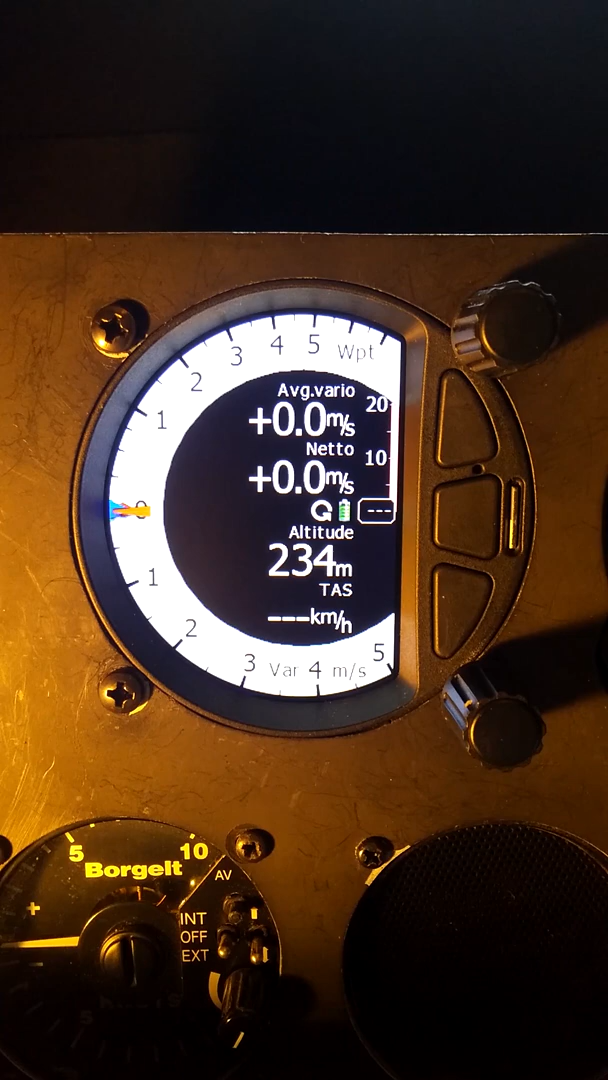 3 4 5 Wpt
2
1
0
1
2
3 Var 4 m/s 5
Avg.vario
+0.0m/s
20
Netto
+0.0m/s
10
---
Altitude
234m
TAS
---km/h
5 10
Borgelt
AV
+
INT
OFF
EXT